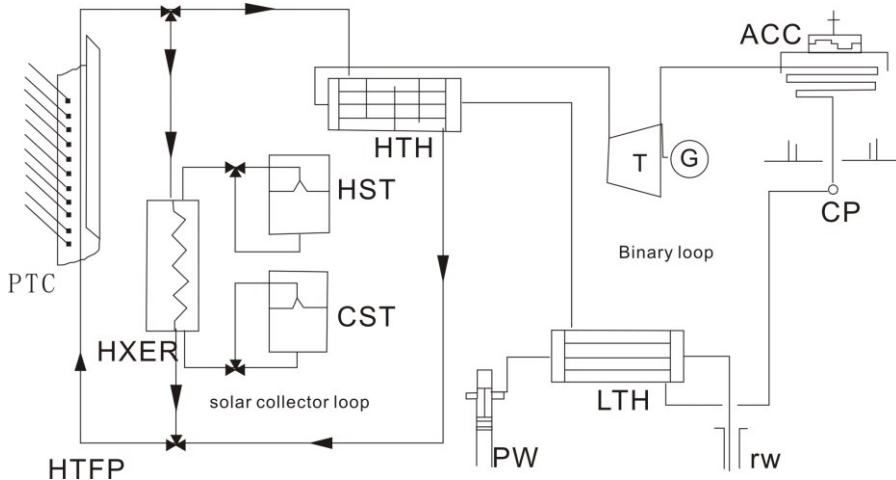 ACC
HTH
T
G
HST
CP
Binary loop
PTC
CST
HXER
LTH
solar collector loop
PW
rw
HTFP